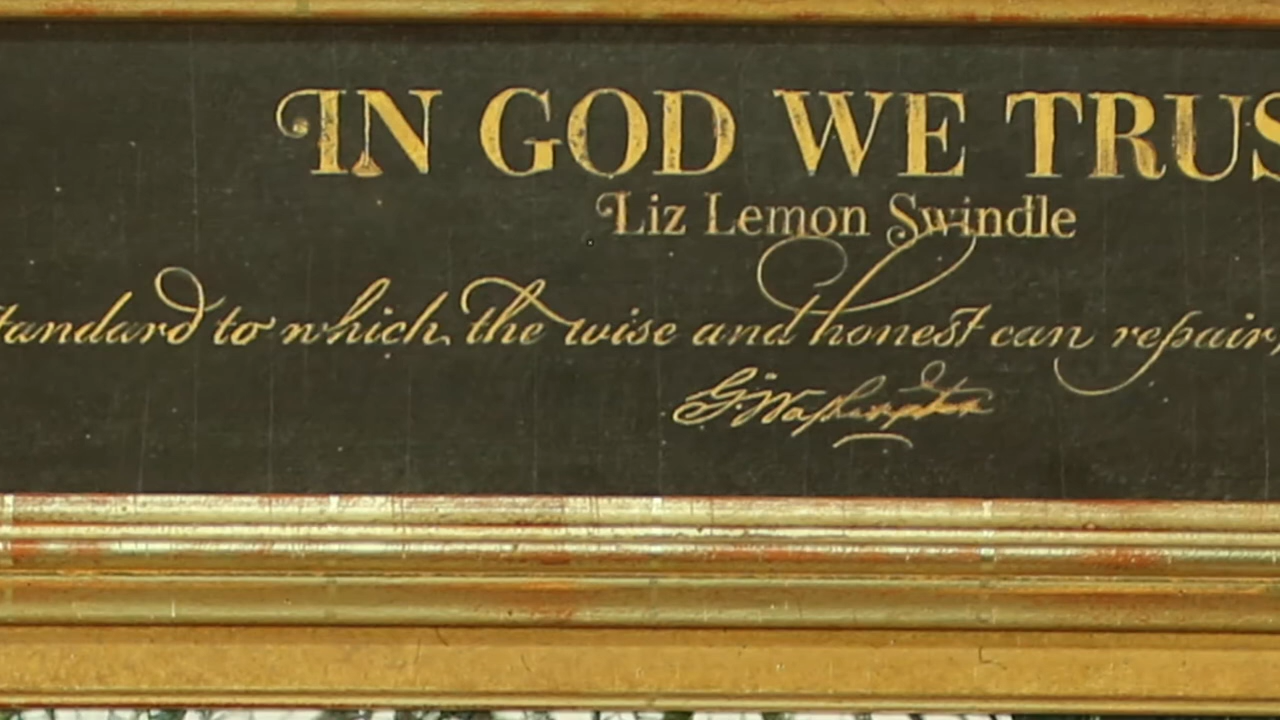 IN GOD WE TRUS
Liz Lemon Swindle
tandard to which the wise and honest can repair,
G. Washington